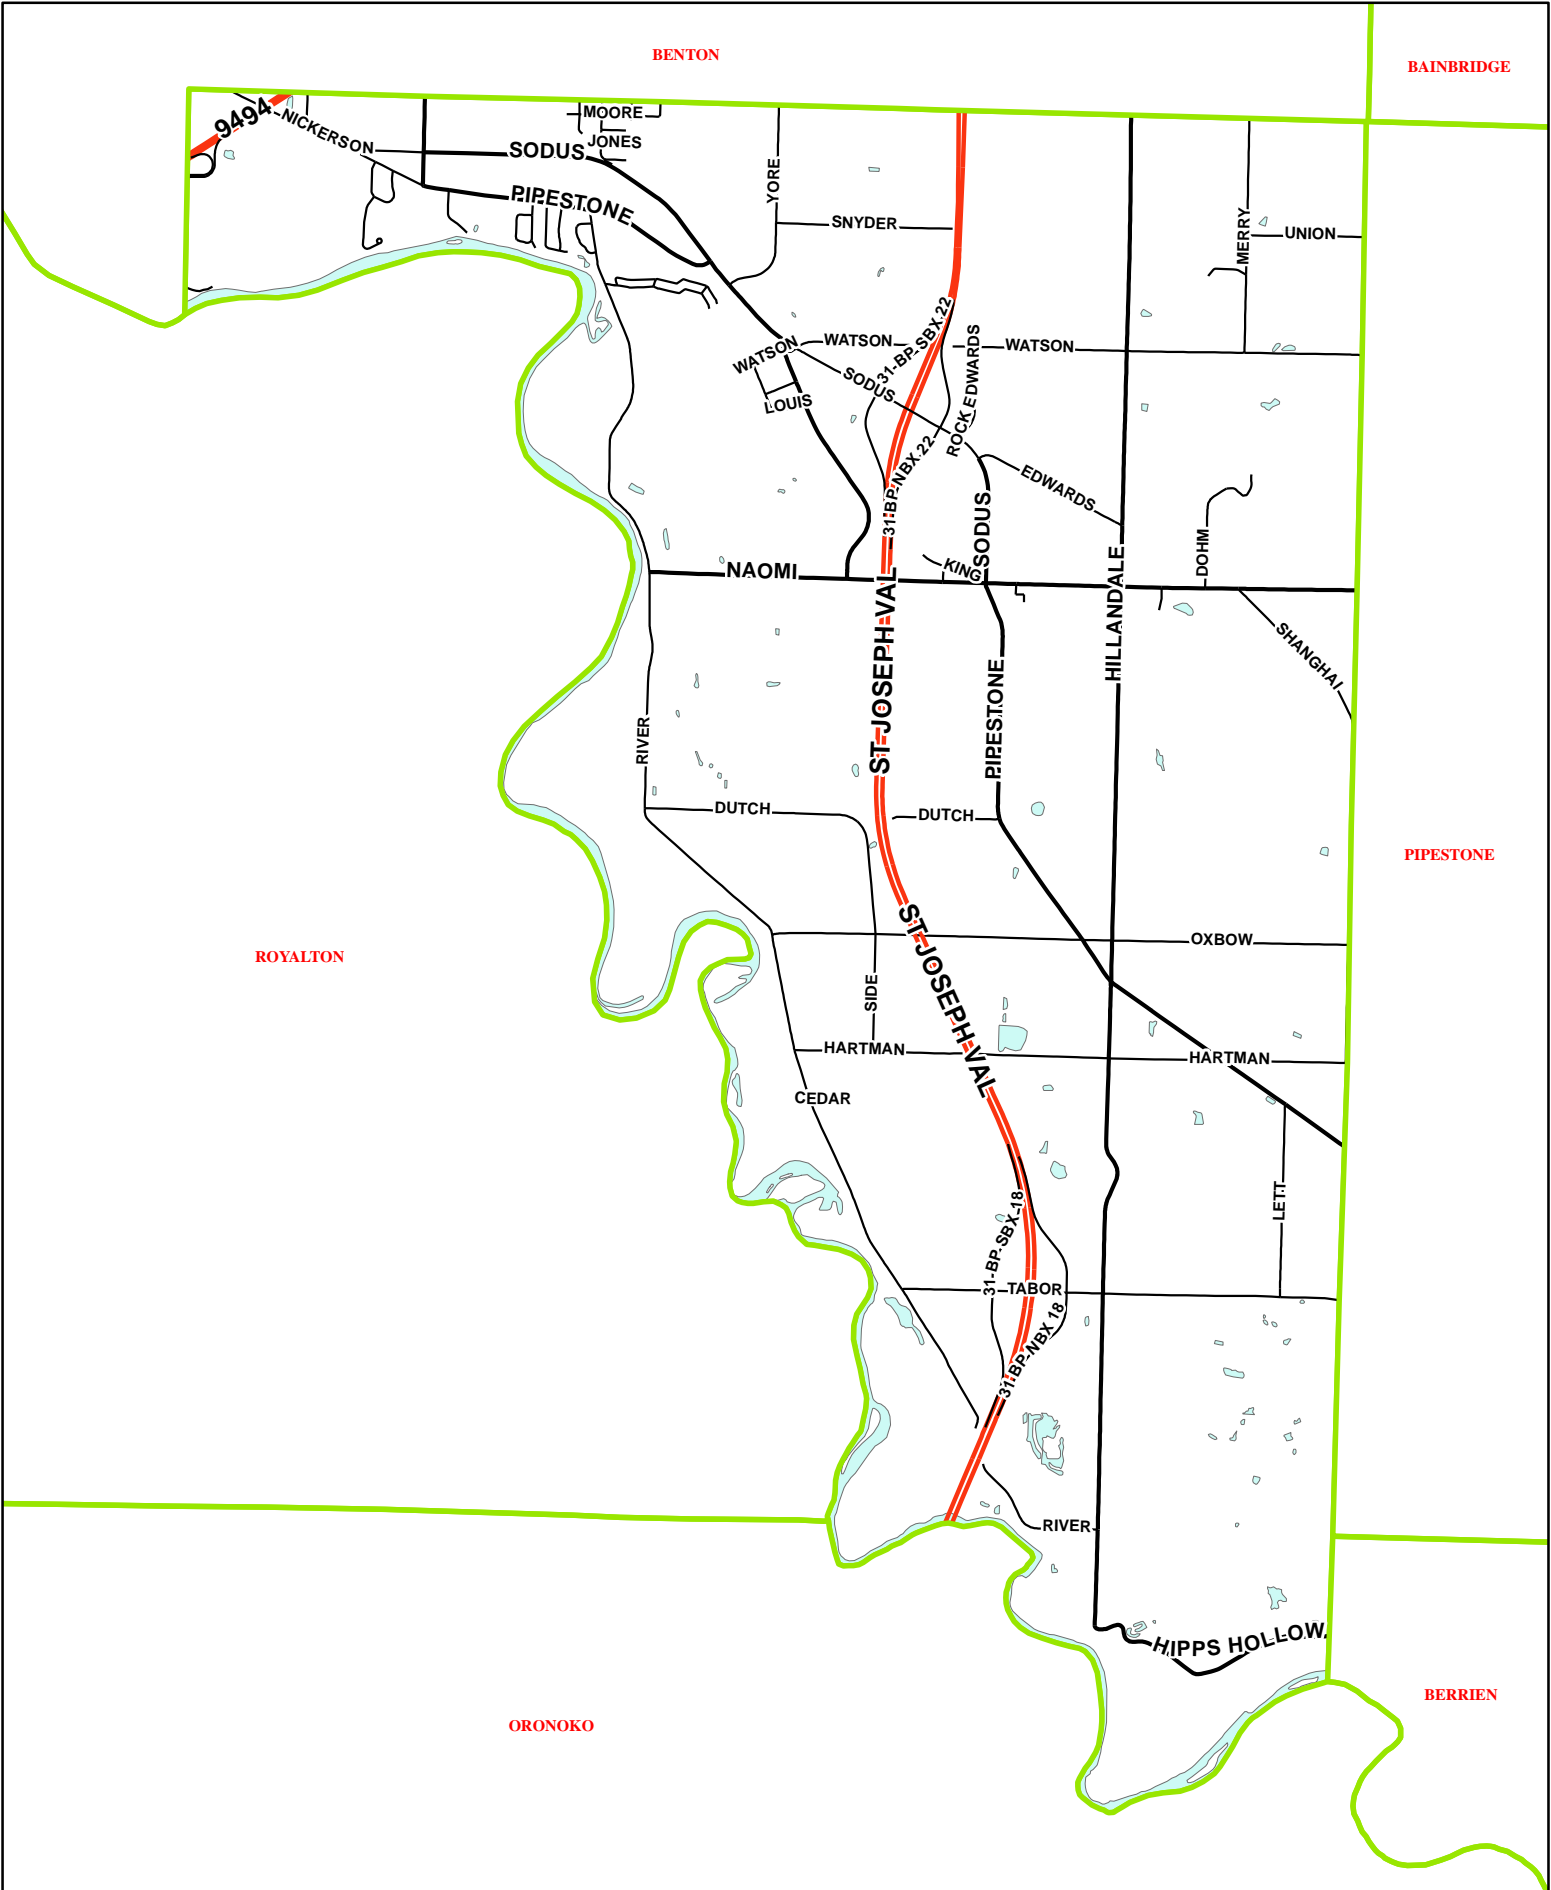 BENTON
BAINBRIDGE
9494
NICKERSON
MOORE
JONES
SODUS
PIPESTONE
YORE
SNYDER
MERRY
UNION
31-BP-SBX 22
WATSON
WATSON
WATSON
SODUS
LOUIS
ROCK EDWARDS
31-BP-NBX 22
EDWARDS
SODUS
NAOMI
KING
DOHM
HILLANDALE
SHANGHAI
ST JOSEPH VAL
PIPESTONE
RIVER
DUTCH
DUTCH
PIPESTONE
ROYALTON
OXBOW
SIDE
ST JOSEPH VAL
HARTMAN
HARTMAN
CEDAR
LETT
31-BP-SBX-18
TABOR
31-BP-NBX 18
RIVER
HIPPS HOLLOW
BERRIEN
ORONOKO